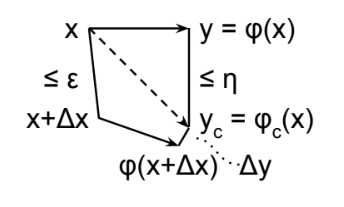 x y = φ(x)
≤ ε ≤ η
x+Δx y_c = φ_c(x)
φ(x+Δx) Δy